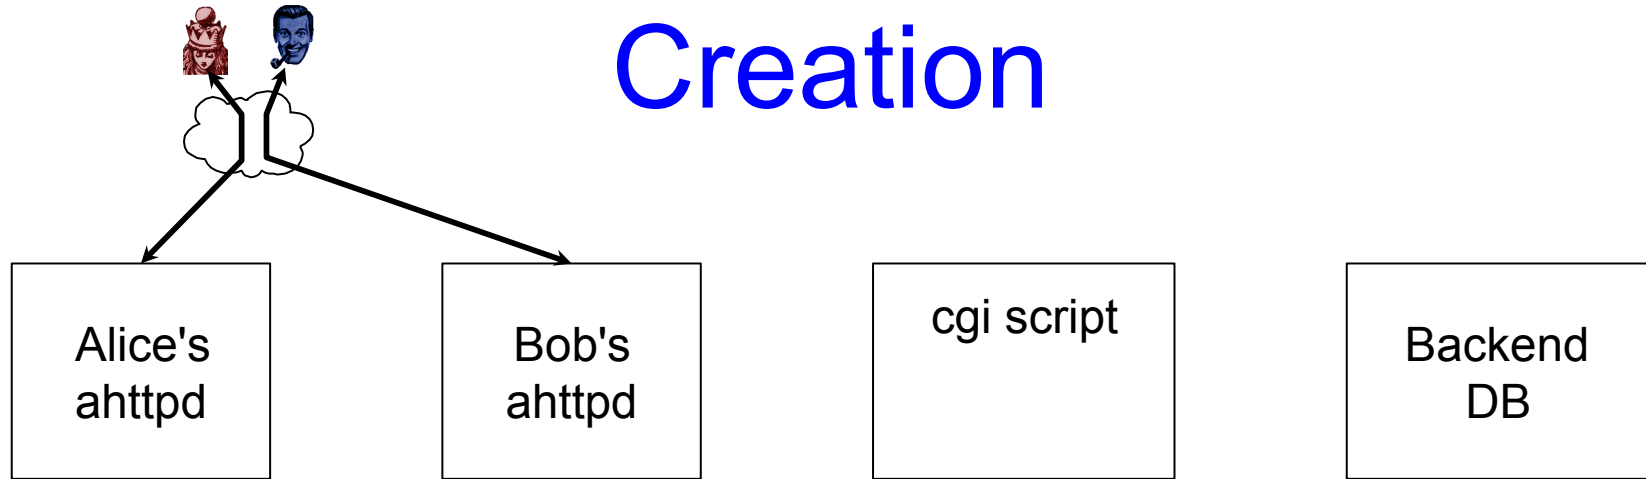 Creation
Alice's
ahttpd
Bob's
ahttpd
cgi script
Backend
DB